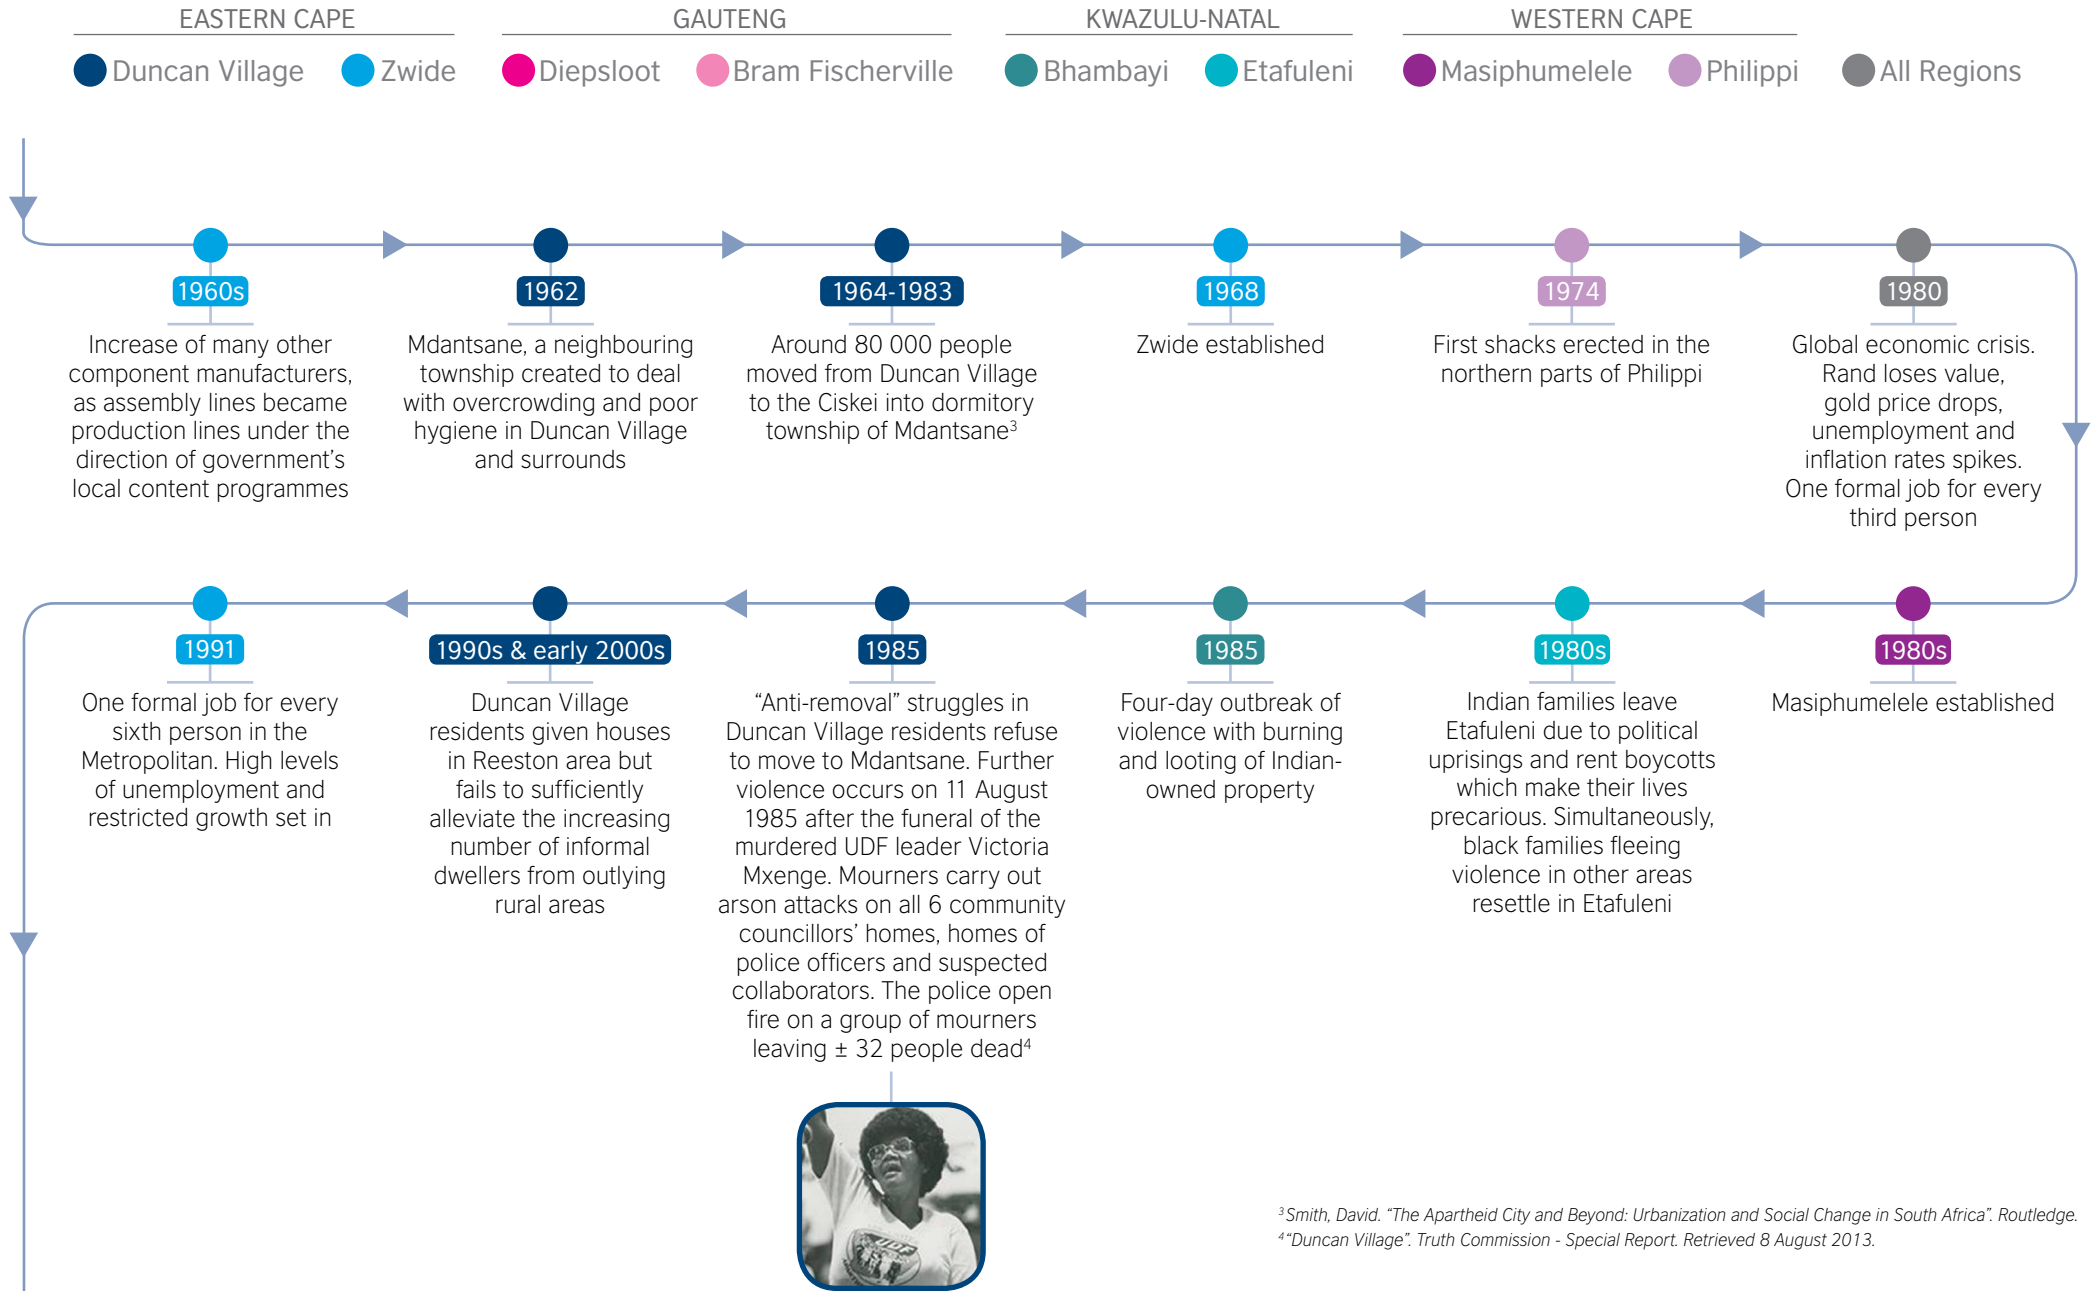 EASTERN CAPE
GAUTENG
KWAZULU-NATAL
WESTERN CAPE
Duncan Village
Zwide
Diepsloot
Bram Fischerville
Bhambayi
Etafuleni
Masiphumelele
Philippi
All Regions
1960s
Increase of many other
component manufacturers,
as assembly lines became
production lines under the
direction of government’s
local content programmes
1962
Mdantsane, a neighbouring
township created to deal
with overcrowding and poor
hygiene in Duncan Village
and surrounds
1964-1983
Around 80 000 people
moved from Duncan Village
to the Ciskei into dormitory
township of Mdantsane³
1968
Zwide established
1974
First shacks erected in the
northern parts of Philippi
1980
Global economic crisis.
Rand loses value,
gold price drops,
unemployment and
inflation rates spikes.
One formal job for every
third person
1980s
Masiphumelele established
1980s
Indian families leave
Etafuleni due to political
uprisings and rent boycotts
which make their lives
precarious. Simultaneously,
black families fleeing
violence in other areas
resettle in Etafuleni
1985
Four-day outbreak of
violence with burning
and looting of Indian-
owned property
1985
“Anti-removal” struggles in
Duncan Village residents refuse
to move to Mdantsane. Further
violence occurs on 11 August
1985 after the funeral of the
murdered UDF leader Victoria
Mxenge. Mourners carry out
arson attacks on all 6 community
councillors’ homes, homes of
police officers and suspected
collaborators. The police open
fire on a group of mourners
leaving ± 32 people dead⁴
1990s & early 2000s
Duncan Village
residents given houses
in Reeston area but
fails to sufficiently
alleviate the increasing
number of informal
dwellers from outlying
rural areas
1991
One formal job for every
sixth person in the
Metropolitan. High levels
of unemployment and
restricted growth set in
UDF
³ Smith, David. “The Apartheid City and Beyond: Urbanization and Social Change in South Africa”. Routledge.
⁴ “Duncan Village”. Truth Commission - Special Report. Retrieved 8 August 2013.